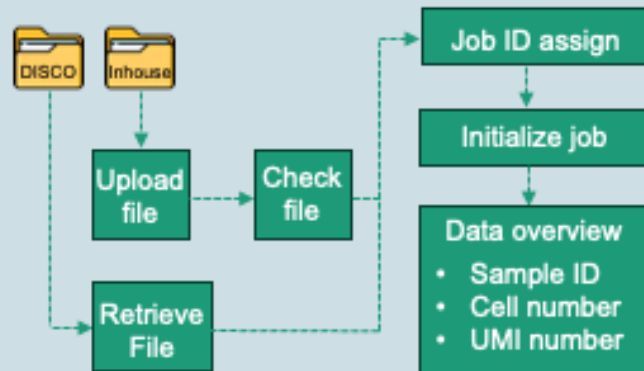 DISCO
Inhouse
Upload
file
Check
file
Retrieve
File
Job ID assign
Initialize job
Data overview
• Sample ID
• Cell number
• UMI number